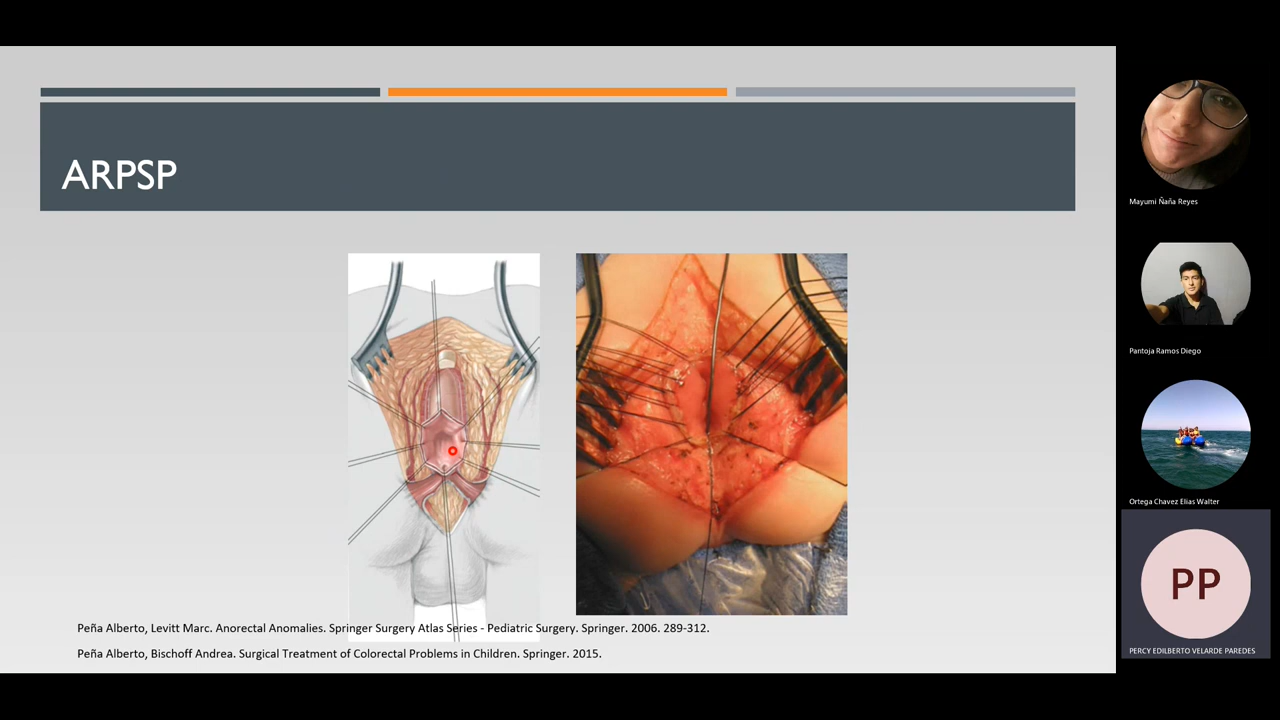 ARPSP
Peña Alberto, Levitt Marc. Anorectal Anomalies. Springer Surgery Atlas Series - Pediatric Surgery. Springer. 2006. 289-312.
Peña Alberto, Bischoff Andrea. Surgical Treatment of Colorectal Problems in Children. Springer. 2015.
Mayumi Ñaña Reyes
Pantoja Ramos Diego
Ortega Chavez Elias Walter
PP
PERCY EDILBERTO VELARDE PAREDES